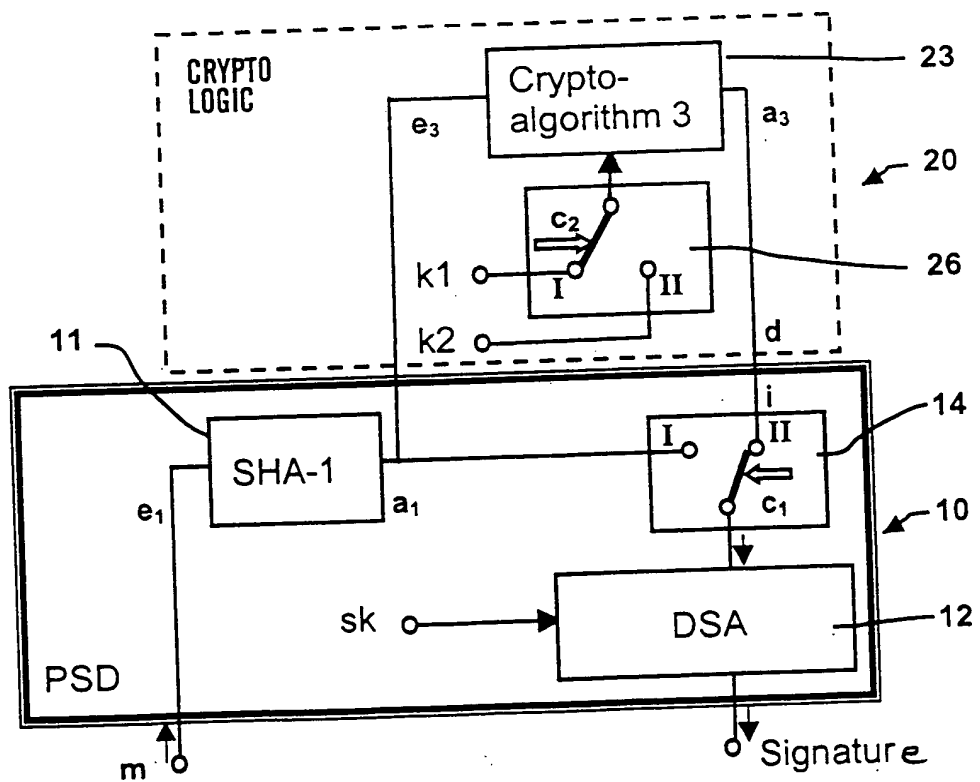 CRYPTO
LOGIC
23
Crypto-
algorithm 3
e3
a3
20
c2
26
k1
I
II
k2
d
11
i
14
I
II
SHA-1
e1
a1
c1
10
sk
DSA
12
PSD
m
Signature